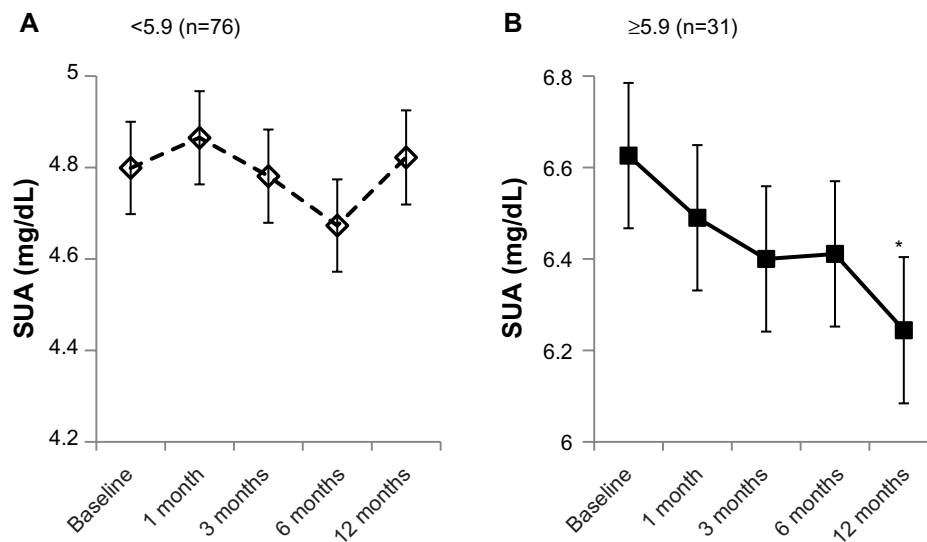 A
<5.9 (n=76)
SUA (mg/dL)
5
4.8
4.6
4.4
4.2
Baseline
1 month
3 months
6 months
12 months
B
≥5.9 (n=31)
SUA (mg/dL)
6.8
6.6
6.4
6.2
6
*
Baseline
1 month
3 months
6 months
12 months